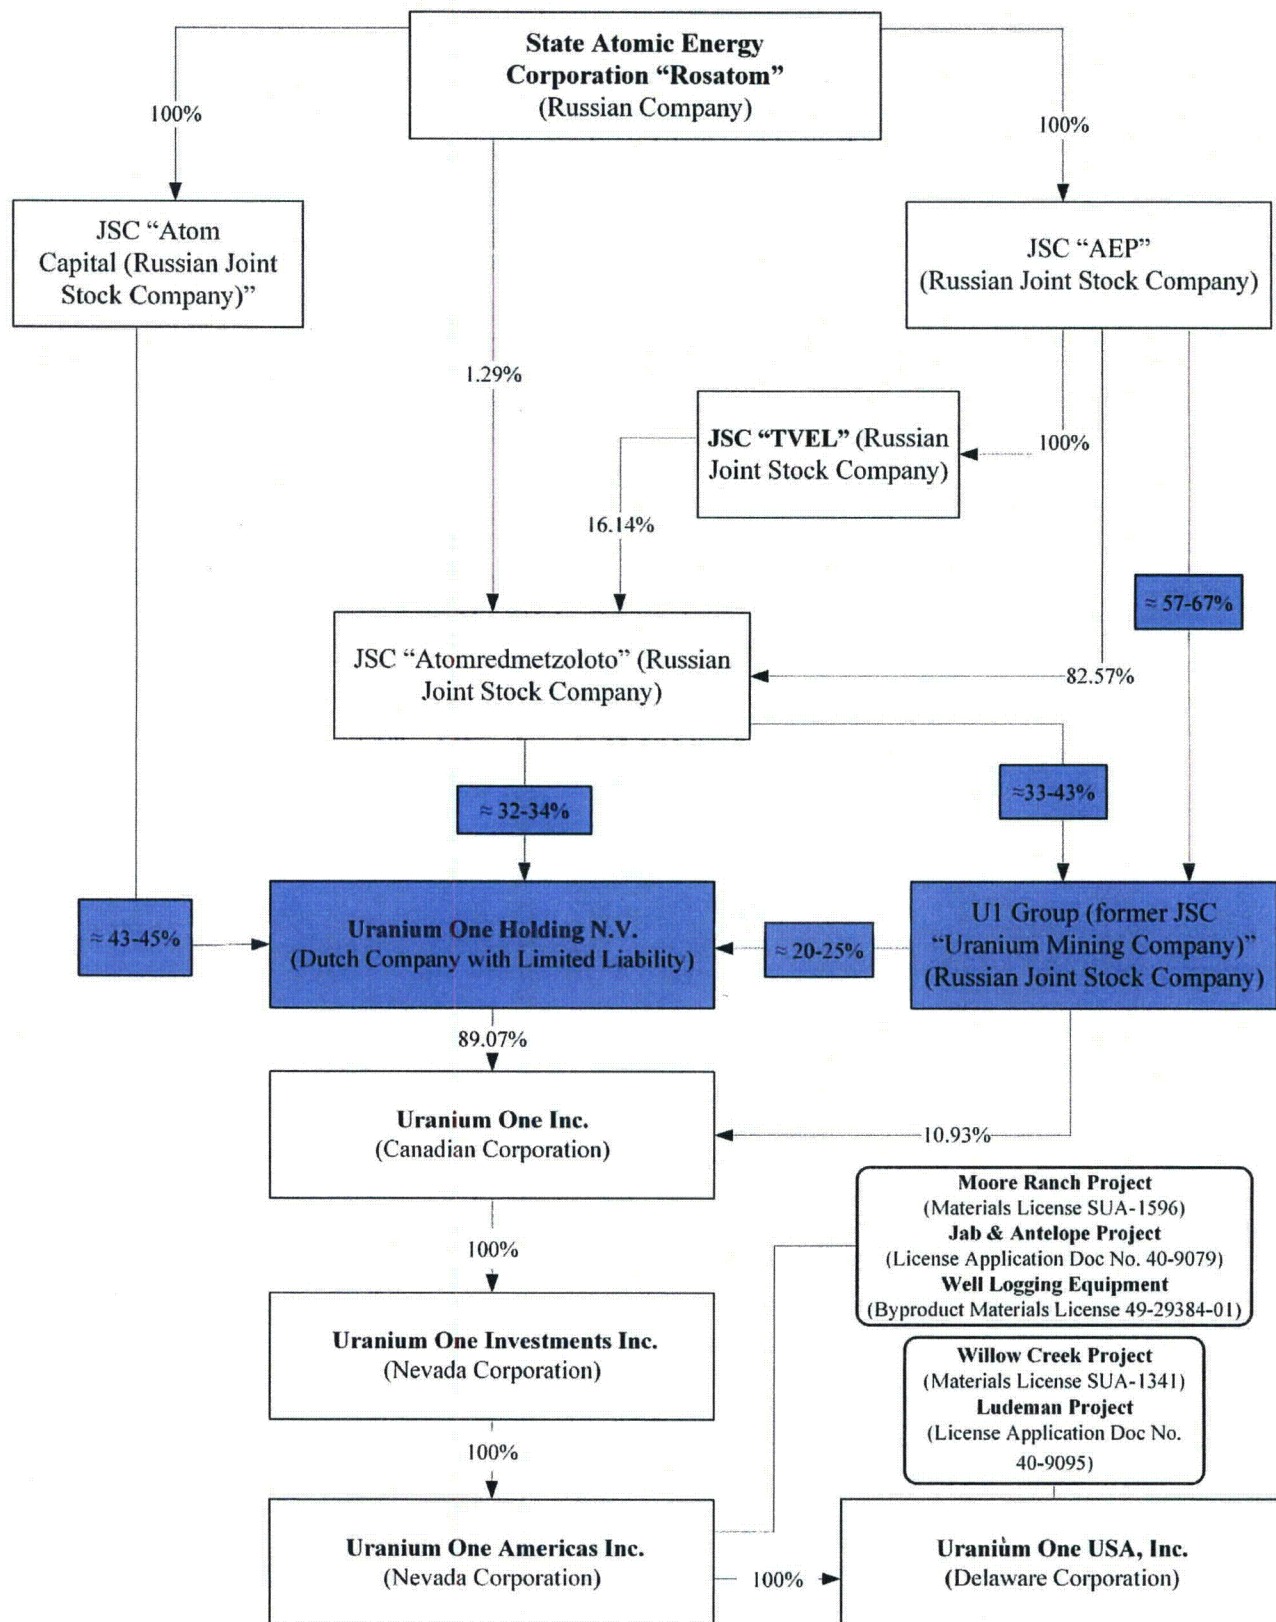 State Atomic Energy
Corporation “Rosatom”
(Russian Company)
100%
100%
JSC “Atom
Capital (Russian Joint
Stock Company)”
JSC “AEP”
(Russian Joint Stock Company)
1.29%
JSC “TVEL” (Russian
Joint Stock Company)
100%
16.14%
≈ 57-67%
JSC “Atomredmetzoloto” (Russian
Joint Stock Company)
82.57%
≈ 32-34%
≈33-43%
≈ 43-45%
Uranium One Holding N.V.
(Dutch Company with Limited Liability)
≈ 20-25%
U1 Group (former JSC
“Uranium Mining Company)”
(Russian Joint Stock Company)
89.07%
Uranium One Inc.
(Canadian Corporation)
10.93%
Moore Ranch Project
(Materials License SUA-1596)
Jab & Antelope Project
(License Application Doc No. 40-9079)
Well Logging Equipment
(Byproduct Materials License 49-29384-01)
100%
Uranium One Investments Inc.
(Nevada Corporation)
Willow Creek Project
(Materials License SUA-1341)
Ludeman Project
(License Application Doc No.
40-9095)
100%
Uranium One Americas Inc.
(Nevada Corporation)
100%
Uranium One USA, Inc.
(Delaware Corporation)